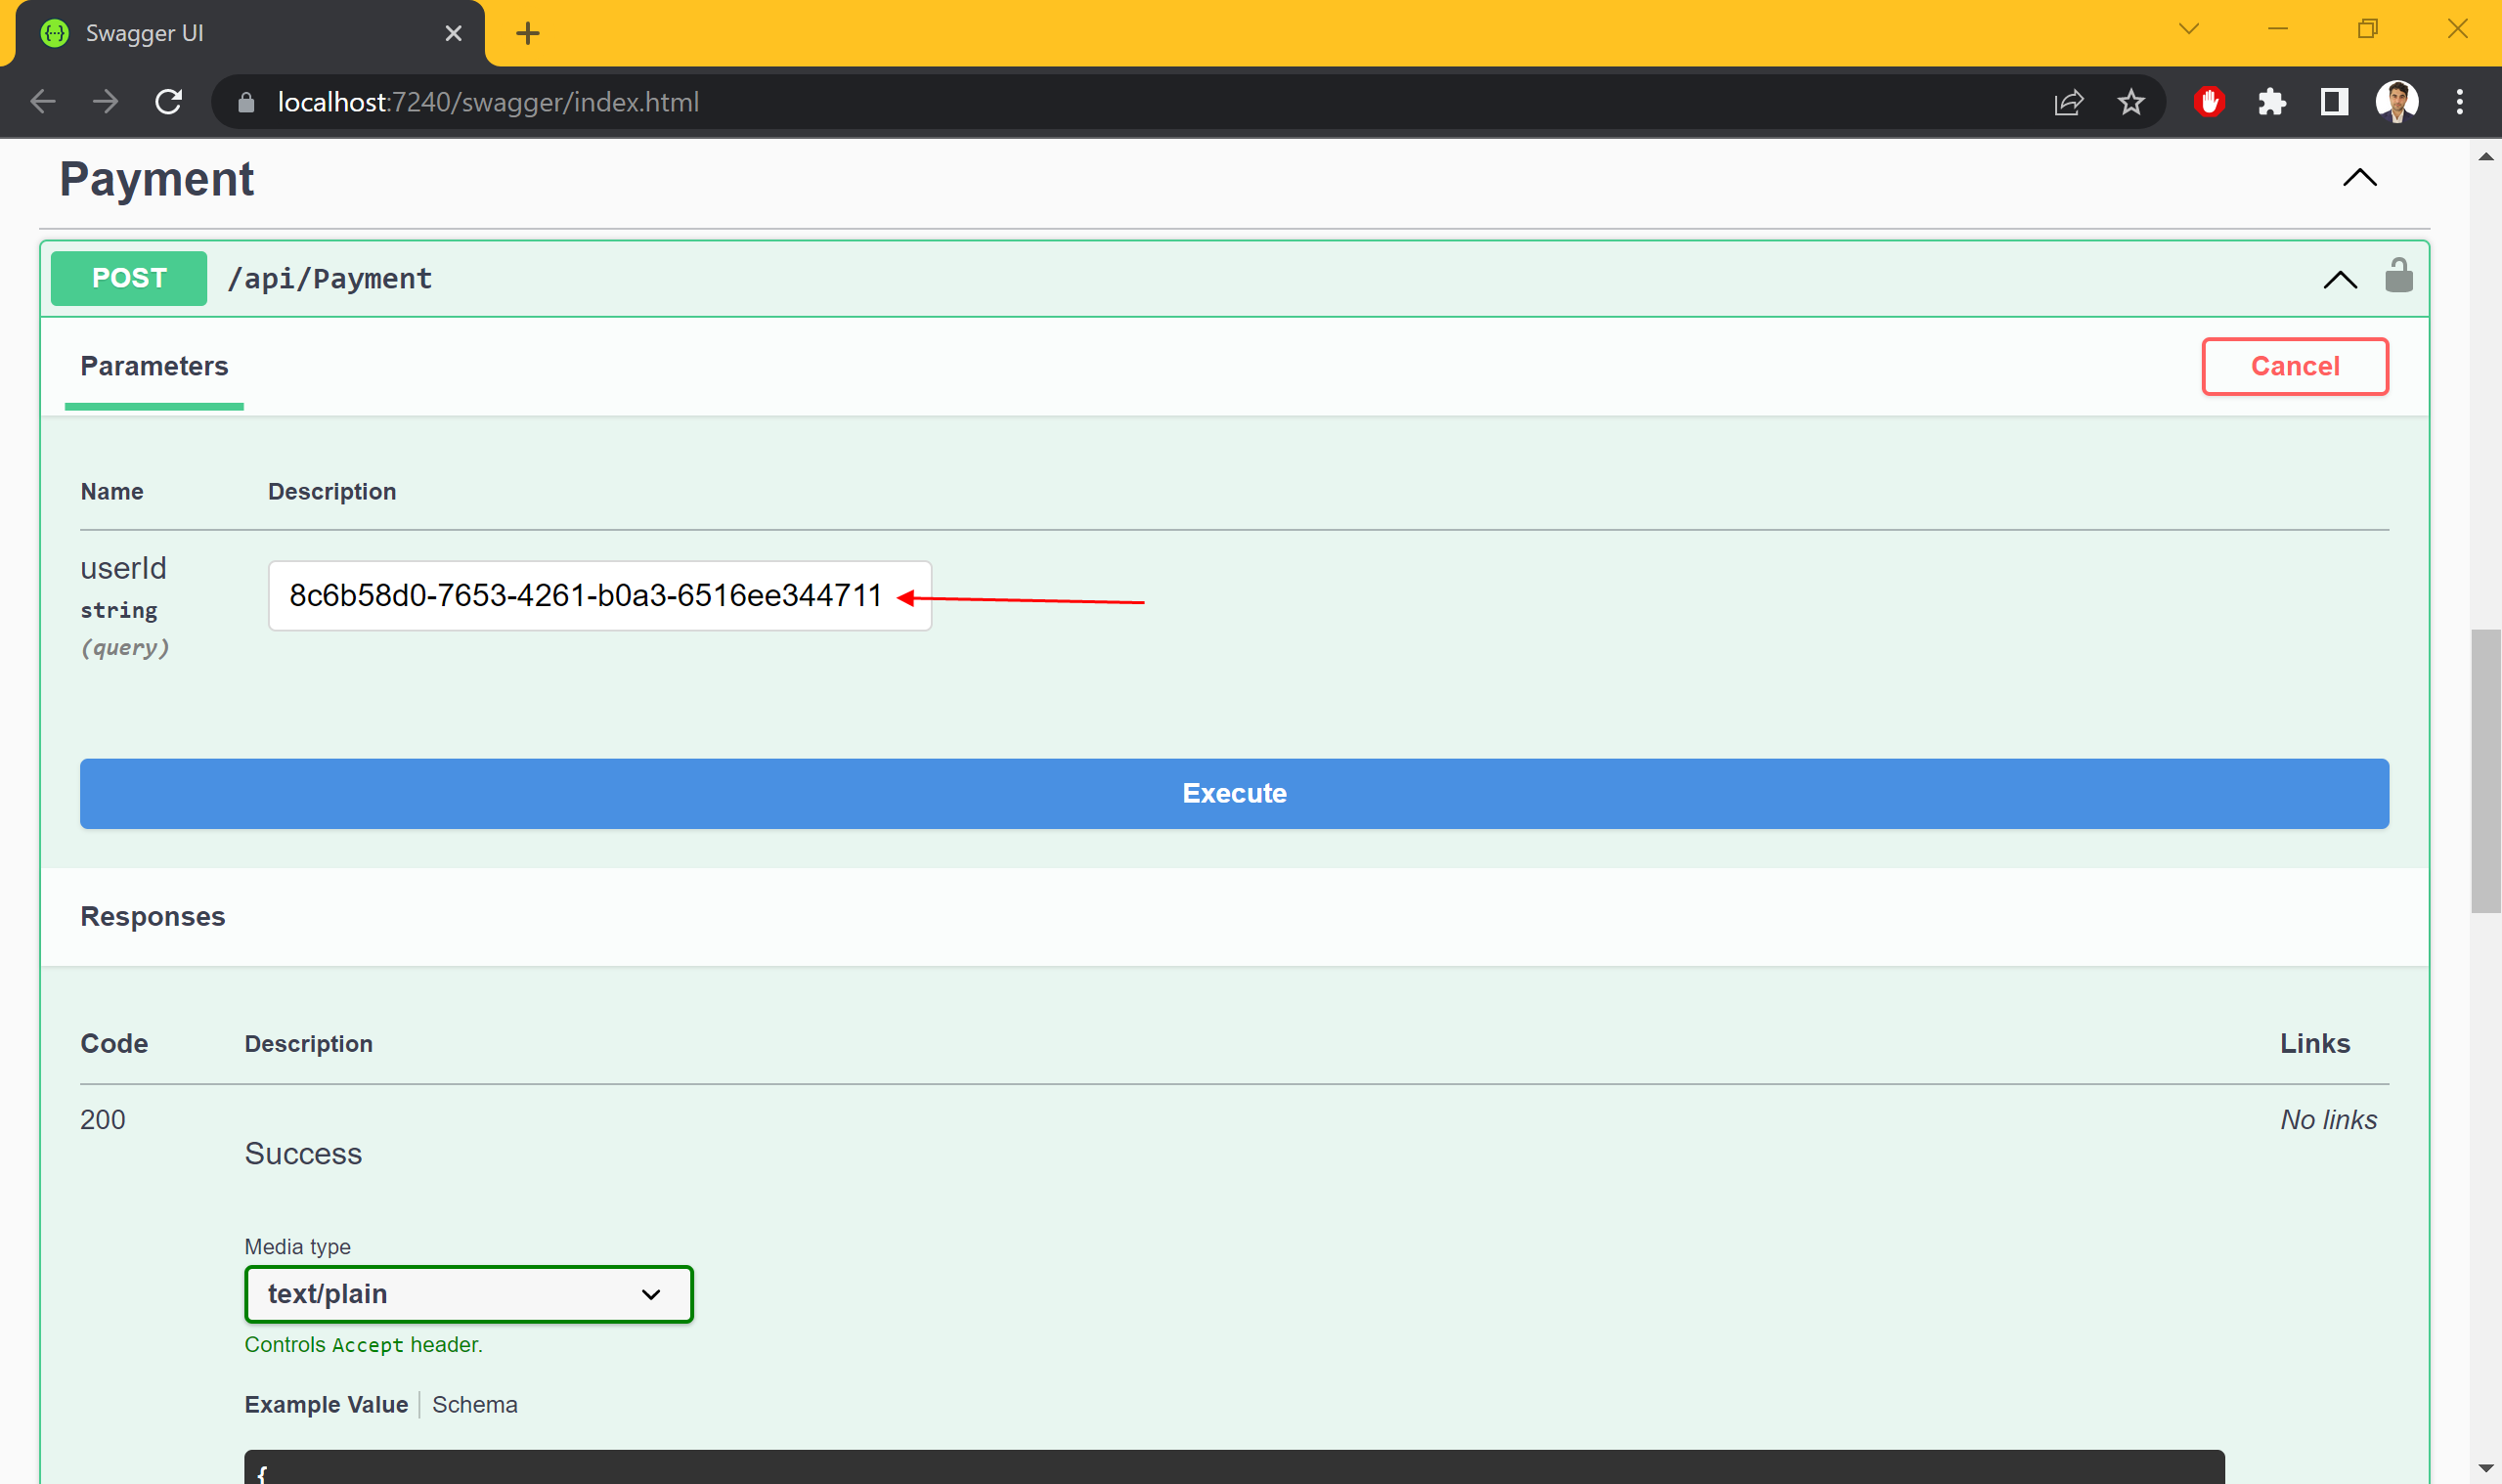 Swagger UI
localhost:7240/swagger/index.html
Payment
POST /api/Payment
Parameters
Cancel
Name Description
userId
string
(query)
8c6b58d0-7653-4261-b0a3-6516ee344711
Execute
Responses
Code Description Links
200
Success
No links
Media type
text/plain
Controls Accept header.
Example Value Schema
{